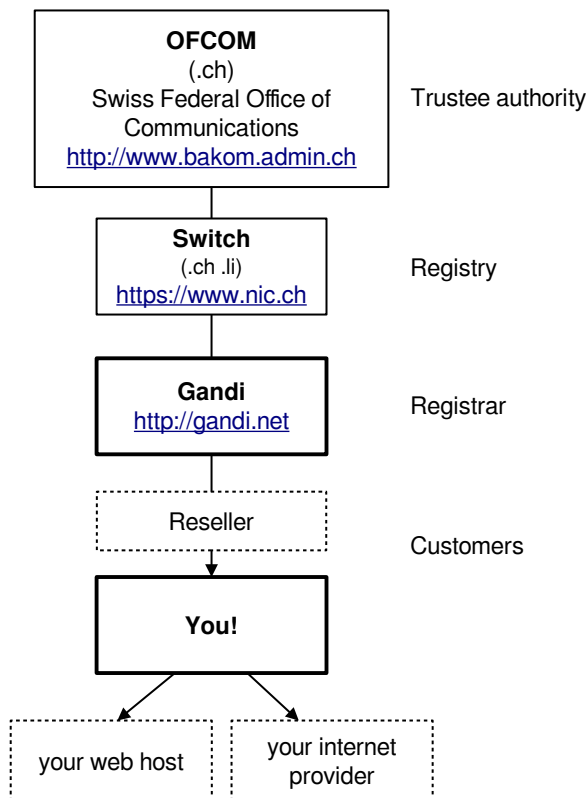 OFCOM
(.ch)
Swiss Federal Office of
Communications
http://www.bakom.admin.ch
Trustee authority
Switch
(.ch .li)
https://www.nic.ch
Registry
Gandi
http://gandi.net
Registrar
Reseller
Customers
You!
your web host
your internet
provider